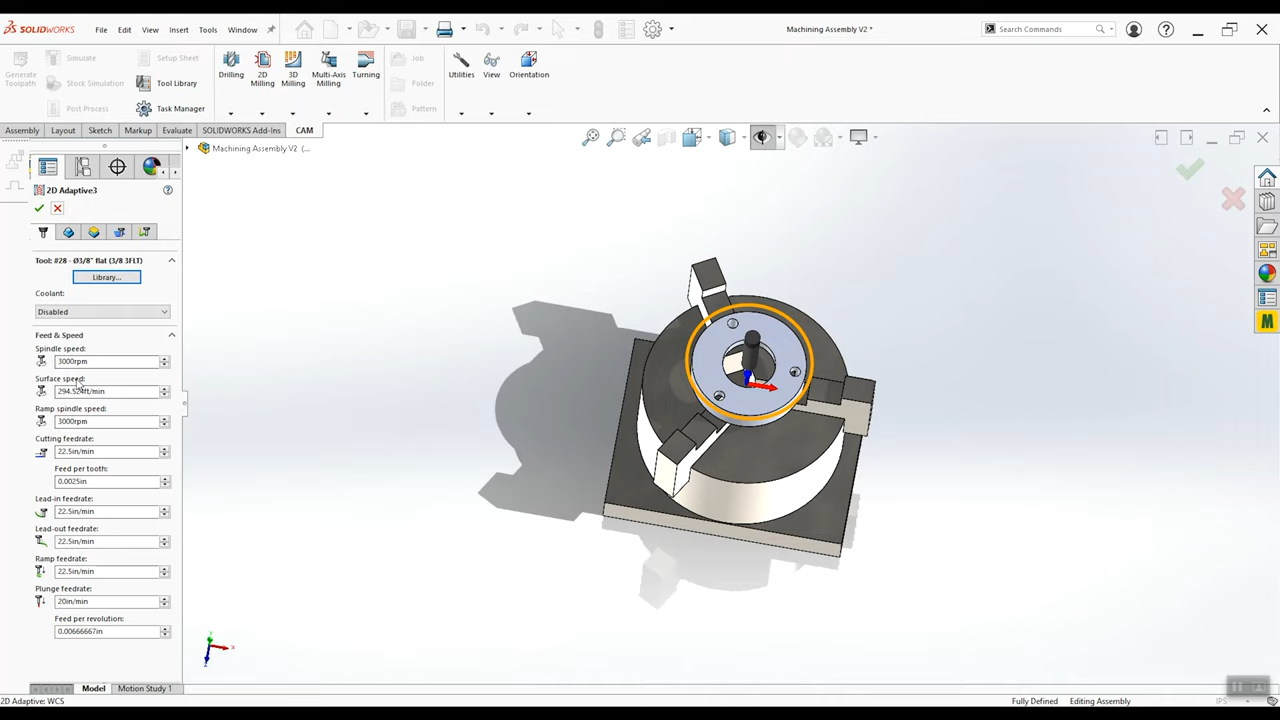 SOLIDWORKS File Edit View Insert Tools Window Machining Assembly V2 * Search Commands
Generate Toolpath Simulate Setup Sheet Drilling 2D Milling 3D Milling Multi-Axis Milling Turning Job Utilities View Orientation
Stock Simulation Tool Library Folder
Post Process Task Manager Pattern
Assembly Layout Sketch Markup Evaluate SOLIDWORKS Add-Ins CAM
Machining Assembly V2 (...
2D Adaptive3
Tool: #28 - Ø3/8" flat (3/8 3FLT)
Library...
Coolant:
Disabled
Feed & Speed
Spindle speed:
3000rpm
Surface speed:
294.524ft/min
Ramp spindle speed:
3000rpm
Cutting feedrate:
22.5in/min
Feed per tooth:
0.0025in
Lead-in feedrate:
22.5in/min
Lead-out feedrate:
22.5in/min
Ramp feedrate:
22.5in/min
Plunge feedrate:
20in/min
Feed per revolution:
0.00666667in
Model Motion Study 1
2D Adaptive: WCS Fully Defined Editing Assembly IPS